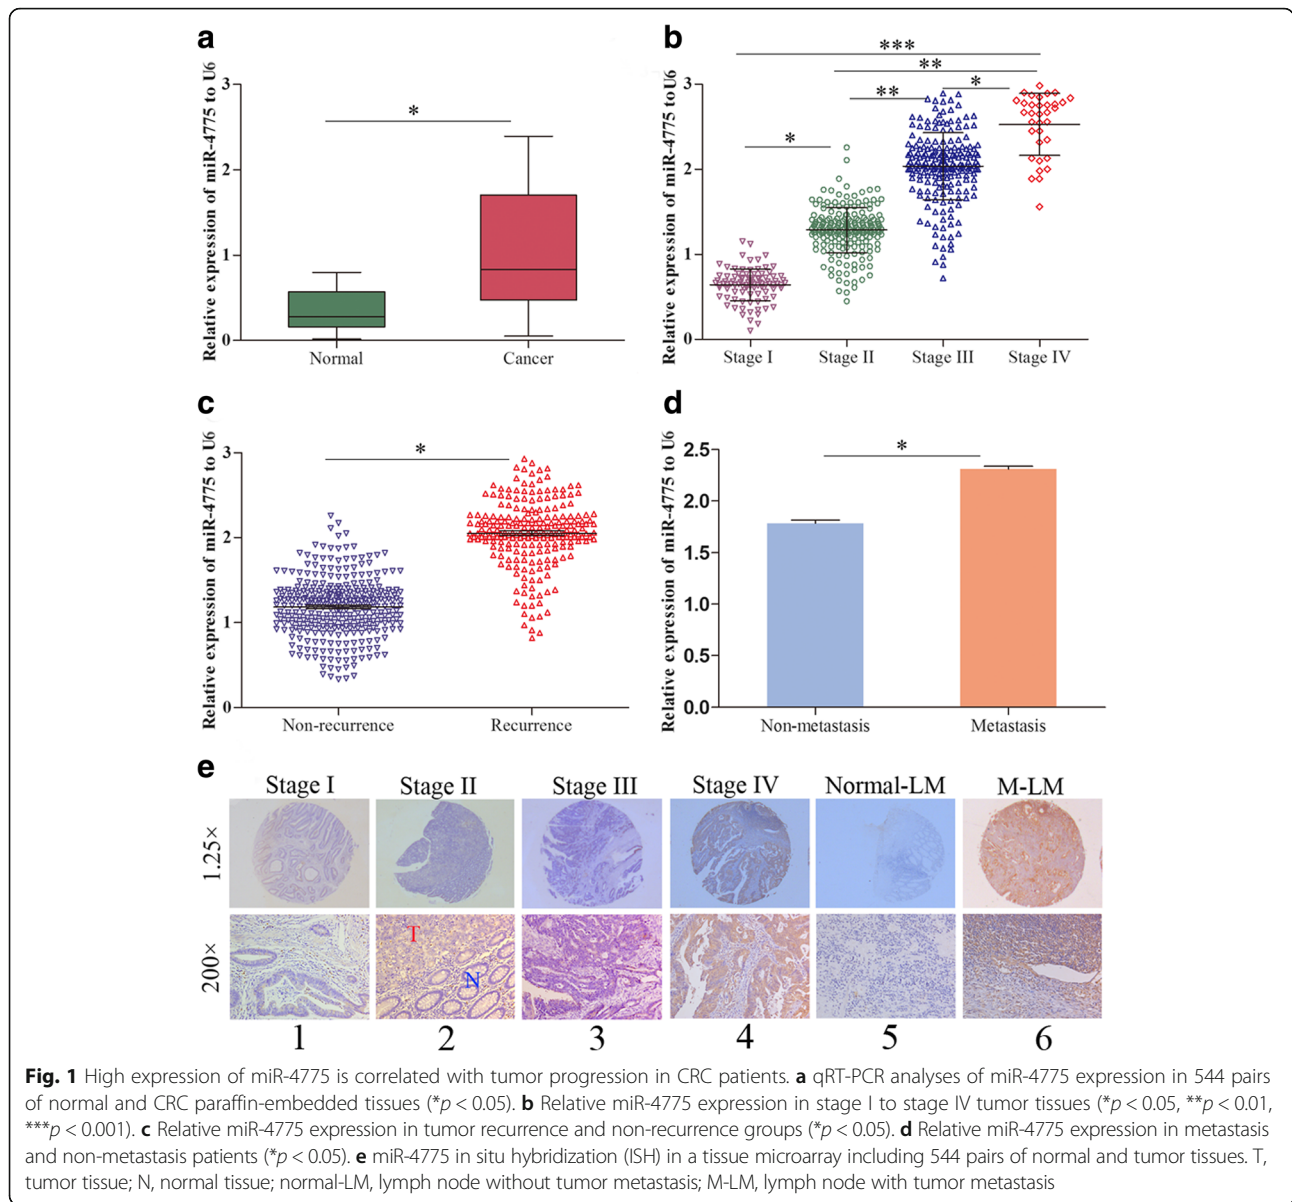 a
Relative expression of miR-4775 to U6
3
2
1
0
*
Normal
Cancer
b
Relative expression of miR-4775 toU6
3
2
1
0
***
**
**
*
*
Stage I
Stage II
Stage III
Stage IV
c
Relative expression of miR-4775 to U6
3
2
1
0
*
Non-recurrence
Recurrence
d
Relative expression of miR-4775 to U6
2.5
2.0
1.5
1.0
0.5
0.0
*
Non-metastasis
Metastasis
e
Stage I
Stage II
Stage III
Stage IV
Normal-LM
M-LM
1.25×
200×
T
N
1
2
3
4
5
6
Fig. 1 High expression of miR-4775 is correlated with tumor progression in CRC patients. a qRT-PCR analyses of miR-4775 expression in 544 pairs
of normal and CRC paraffin-embedded tissues (*p < 0.05). b Relative miR-4775 expression in stage I to stage IV tumor tissues (*p < 0.05, **p < 0.01,
***p < 0.001). c Relative miR-4775 expression in tumor recurrence and non-recurrence groups (*p < 0.05). d Relative miR-4775 expression in metastasis
and non-metastasis patients (*p < 0.05). e miR-4775 in situ hybridization (ISH) in a tissue microarray including 544 pairs of normal and tumor tissues. T,
tumor tissue; N, normal tissue; normal-LM, lymph node without tumor metastasis; M-LM, lymph node with tumor metastasis